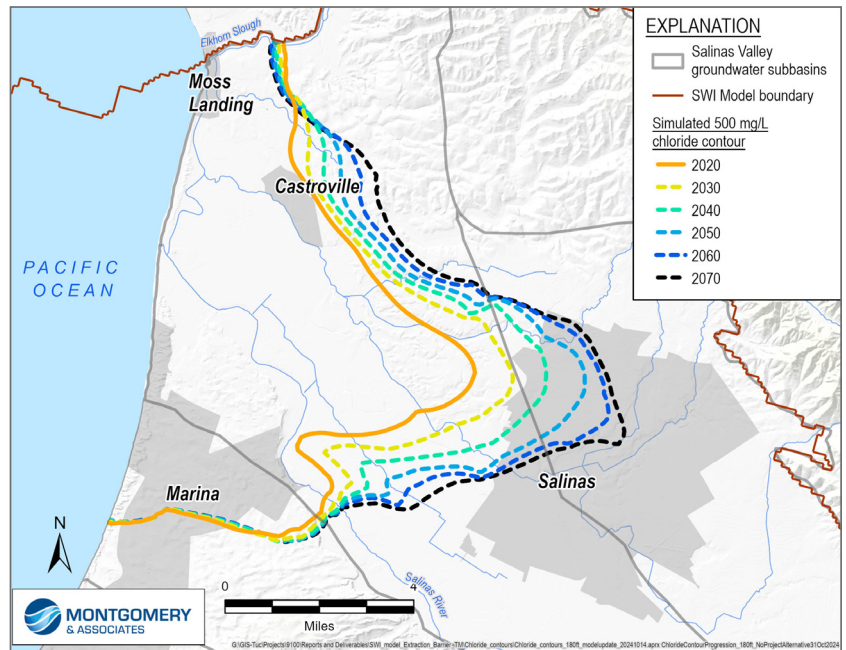 Elkhorn Slough
Moss
Landing
Castroville
PACIFIC
OCEAN
Marina
Salinas
Salinas River
N
0
4
Miles
MONTGOMERY
& ASSOCIATES
EXPLANATION
Salinas Valley
groundwater subbasins
SWI Model boundary
Simulated 500 mg/L
chloride contour
2020
2030
2040
2050
2060
2070